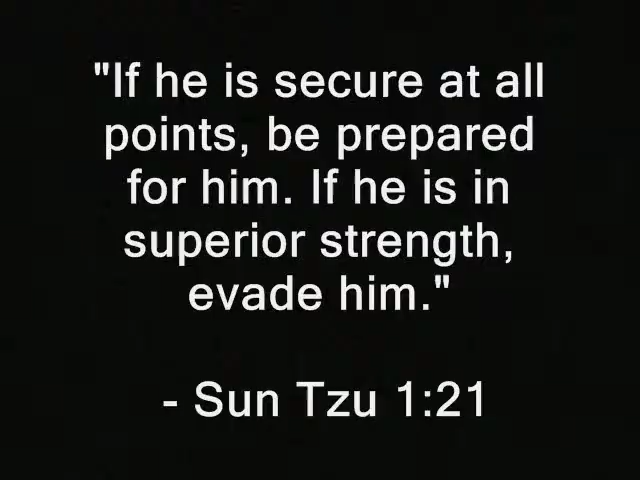 "If he is secure at all
points, be prepared
for him. If he is in
superior strength,
evade him."
- Sun Tzu 1:21